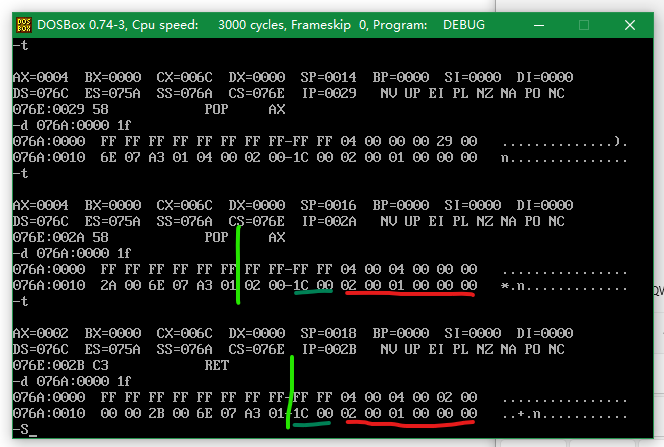 DOSBox 0.74-3, Cpu speed: 3000 cycles, Frameskip 0, Program: DEBUG
-t
AX=0004 BX=0000 CX=006C DX=0000 SP=0014 BP=0000 SI=0000 DI=0000
DS=076C ES=075A SS=076A CS=076E IP=0029 NV UP EI PL NZ NA PO NC
076E:0029 58 POP AX
-d 076A:0000 1f
076A:0000 FF FF FF FF FF FF FF FF-FF FF 04 00 00 00 29 00 ..............).
076A:0010 6E 07 A3 01 04 00 02 00-1C 00 02 00 01 00 00 00 n...............
-t
AX=0004 BX=0000 CX=006C DX=0000 SP=0016 BP=0000 SI=0000 DI=0000
DS=076C ES=075A SS=076A CS=076E IP=002A NV UP EI PL NZ NA PO NC
076E:002A 58 POP AX
-d 076A:0000 1f
076A:0000 FF FF FF FF FF FF FF FF-FF FF 04 00 04 00 00 00 ................
076A:0010 2A 00 6E 07 A3 01 02 00-1C 00 02 00 01 00 00 00 *.n.............
-t
AX=0002 BX=0000 CX=006C DX=0000 SP=0018 BP=0000 SI=0000 DI=0000
DS=076C ES=075A SS=076A CS=076E IP=002B NV UP EI PL NZ NA PO NC
076E:002B C3 RET
-d 076A:0000 1f
076A:0000 FF FF FF FF FF FF FF FF-FF FF 04 00 04 00 02 00 ................
076A:0010 00 00 2B 00 6E 07 A3 01-1C 00 02 00 01 00 00 00 ..+.n...........
-S_